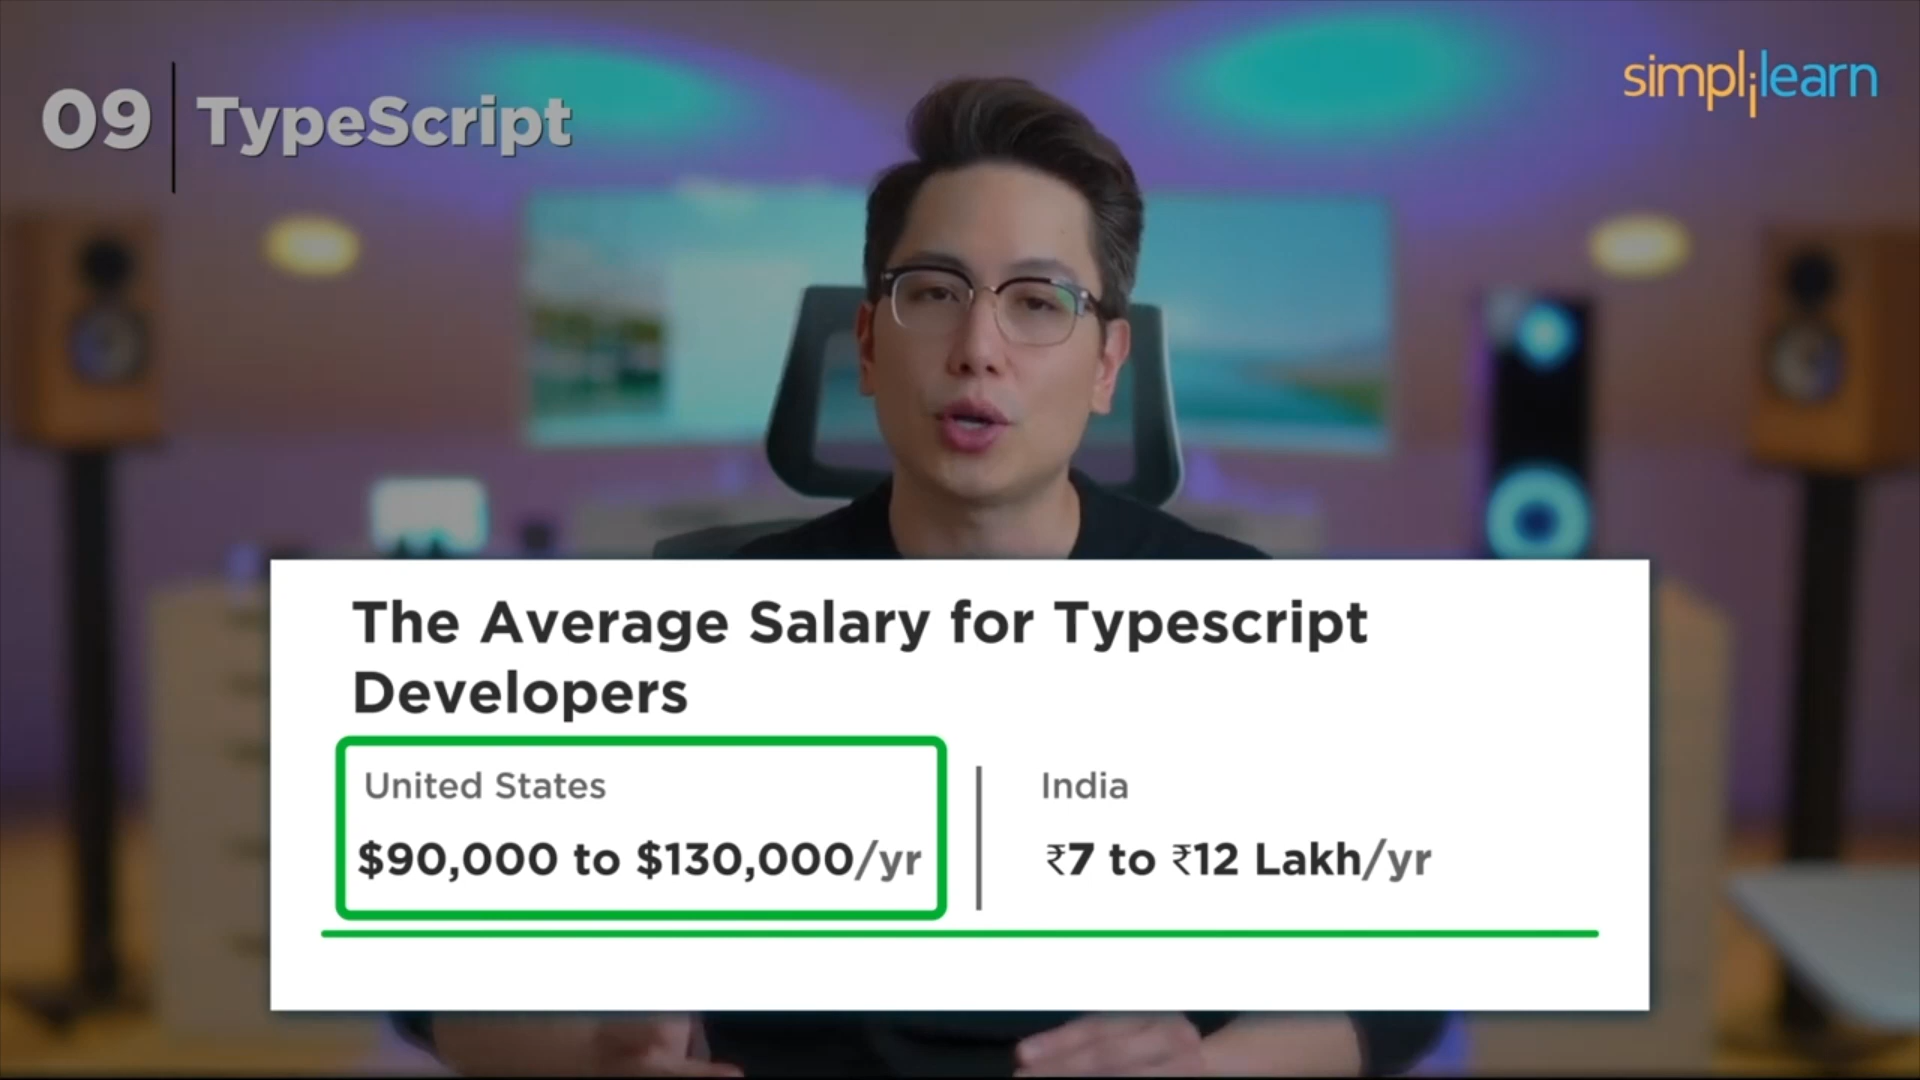 09 TypeScript
simplilearn
The Average Salary for Typescript
Developers
United States
$90,000 to $130,000/yr
India
₹7 to ₹12 Lakh/yr